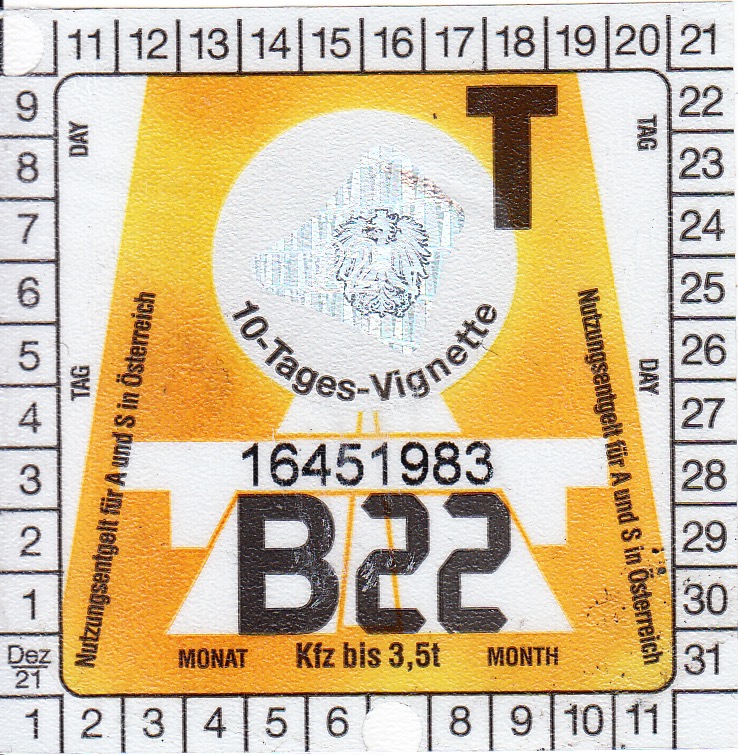 11 12 13 14 15 16 17 18 19 20 21
9 22
8 23
7 24
6 25
5 26
4 27
3 28
2 29
1 30
Dez
21
31
1 2 3 4 5 6 8 9 10 11
DAY
TAG
T
TAG
DAY
Nutzungsentgelt für A und S in Österreich
Nutzungsentgelt für A und S in Österreich
10-Tages-Vignette
16451983
B22
MONAT Kfz bis 3,5t MONTH